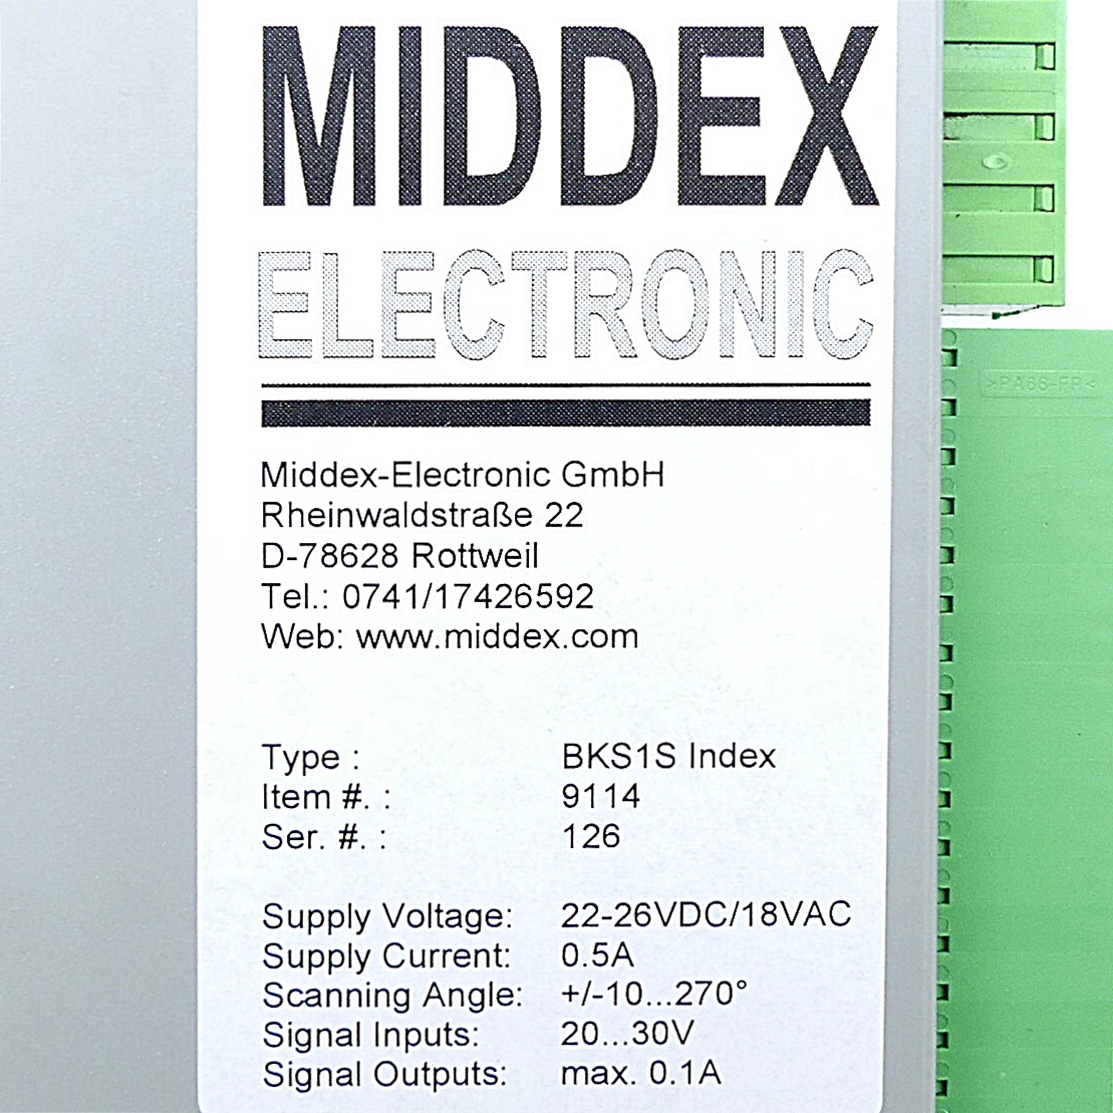 MIDDEX
ELECTRONIC
Middex-Electronic GmbH
Rheinwaldstraße 22
D-78628 Rottweil
Tel.: 0741/17426592
Web: www.middex.com
Type : BKS1S Index
Item #. : 9114
Ser. #. : 126
Supply Voltage: 22-26VDC/18VAC
Supply Current: 0.5A
Scanning Angle: +/-10...270°
Signal Inputs: 20...30V
Signal Outputs: max. 0.1A
>PA66-FR<